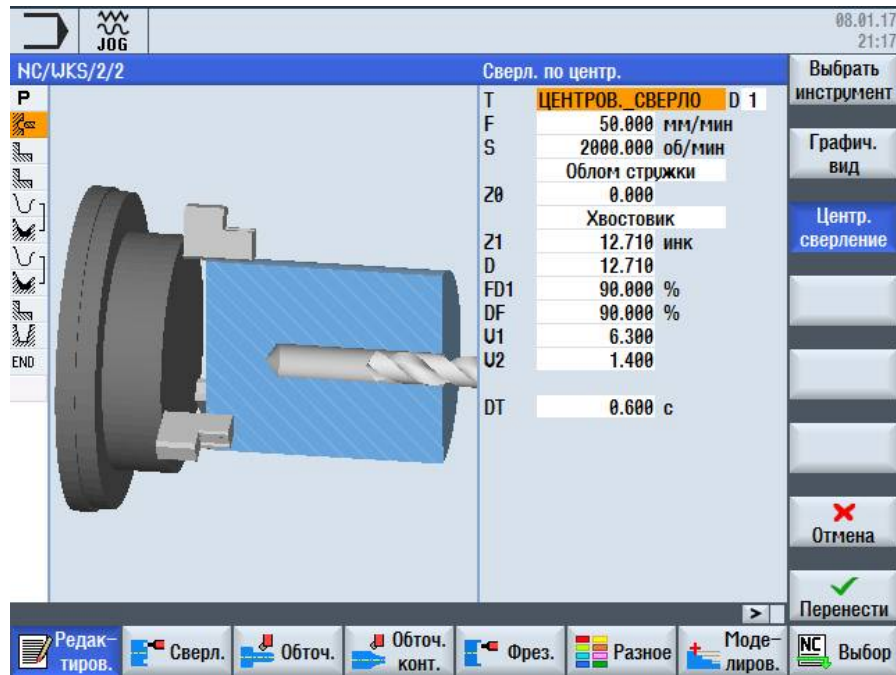 JOG
08.01.17
21:17
NC/WKS/2/2
Сверл. по центр.
P
END
T ЦЕНТРОВ._СВЕРЛО D 1
F 50.000 мм/мин
S 2000.000 об/мин
Облом стружки
Z0 0.000
Хвостовик
Z1 12.710 инк
D 12.710
FD1 90.000 %
DF 90.000 %
V1 6.300
V2 1.400
DT 0.600 с
Выбрать
инструмент
Графич.
вид
Центр.
сверление
Отмена
Перенести
>
Редак-
тиров.
Сверл.
Обточ.
Обточ.
конт.
Фрез.
Разное
Моде-
лиров.
NC
Выбор